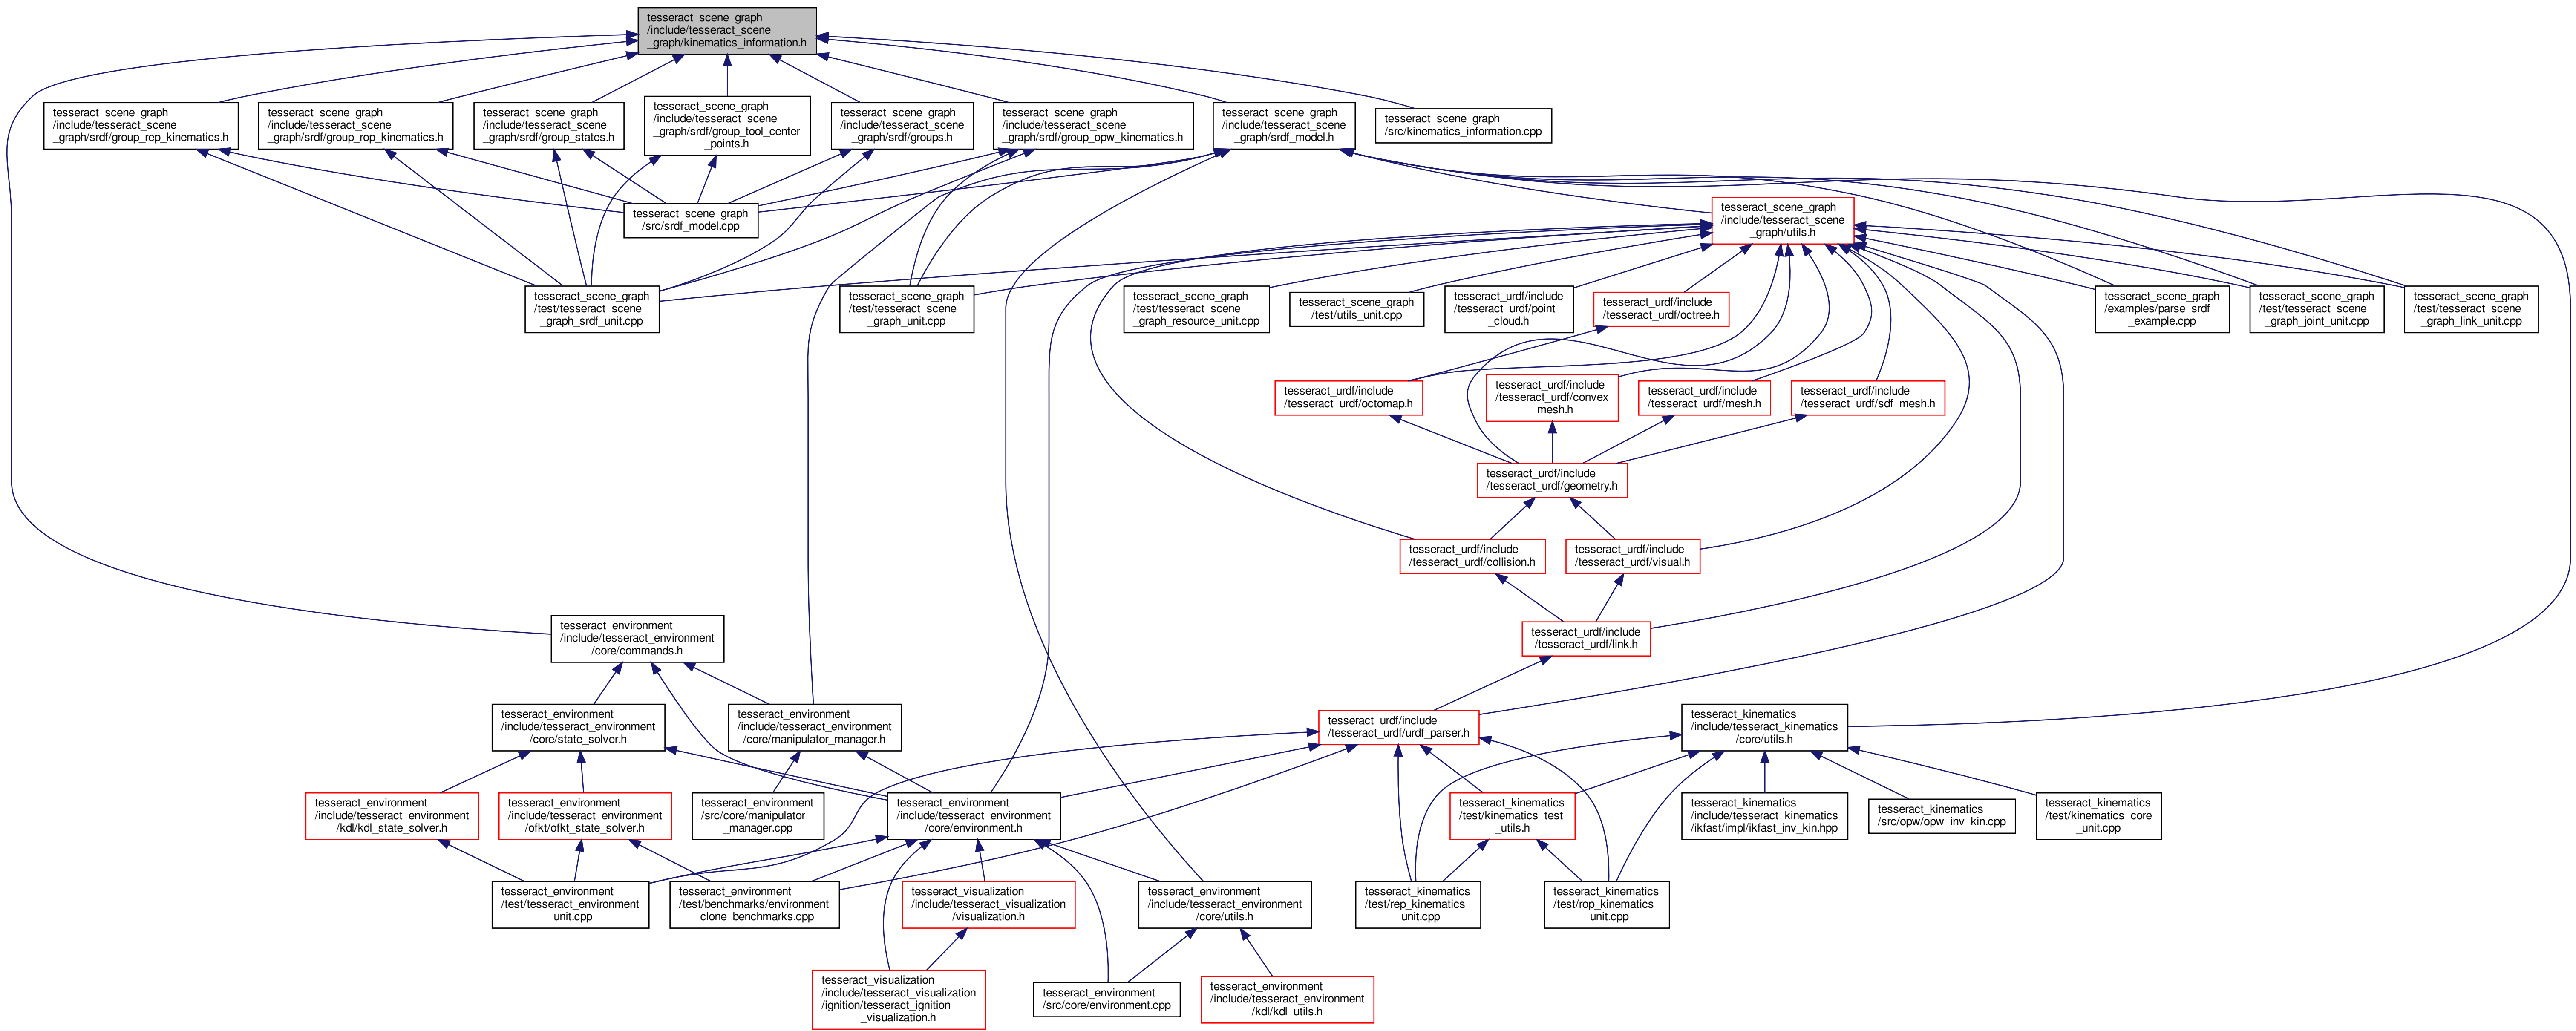 tesseract_scene_graph
/include/tesseract_scene
_graph/kinematics_information.h
tesseract_scene_graph
/include/tesseract_scene
_graph/srdf/group_rep_kinematics.h
tesseract_scene_graph
/include/tesseract_scene
_graph/srdf/group_rop_kinematics.h
tesseract_scene_graph
/include/tesseract_scene
_graph/srdf/group_states.h
tesseract_scene_graph
/include/tesseract_scene
_graph/srdf/group_tool_center
_points.h
tesseract_scene_graph
/include/tesseract_scene
_graph/srdf/groups.h
tesseract_scene_graph
/include/tesseract_scene
_graph/srdf/group_opw_kinematics.h
tesseract_scene_graph
/include/tesseract_scene
_graph/srdf_model.h
tesseract_scene_graph
/src/kinematics_information.cpp
tesseract_scene_graph
/src/srdf_model.cpp
tesseract_scene_graph
/include/tesseract_scene
_graph/utils.h
tesseract_scene_graph
/test/tesseract_scene
_graph_srdf_unit.cpp
tesseract_scene_graph
/test/tesseract_scene
_graph_unit.cpp
tesseract_scene_graph
/test/tesseract_scene
_graph_resource_unit.cpp
tesseract_scene_graph
/test/utils_unit.cpp
tesseract_urdf/include
/tesseract_urdf/point
_cloud.h
tesseract_urdf/include
/tesseract_urdf/octree.h
tesseract_scene_graph
/examples/parse_srdf
_example.cpp
tesseract_scene_graph
/test/tesseract_scene
_graph_joint_unit.cpp
tesseract_scene_graph
/test/tesseract_scene
_graph_link_unit.cpp
tesseract_urdf/include
/tesseract_urdf/octomap.h
tesseract_urdf/include
/tesseract_urdf/convex
_mesh.h
tesseract_urdf/include
/tesseract_urdf/mesh.h
tesseract_urdf/include
/tesseract_urdf/sdf_mesh.h
tesseract_urdf/include
/tesseract_urdf/geometry.h
tesseract_urdf/include
/tesseract_urdf/collision.h
tesseract_urdf/include
/tesseract_urdf/visual.h
tesseract_environment
/include/tesseract_environment
/core/commands.h
tesseract_urdf/include
/tesseract_urdf/link.h
tesseract_environment
/include/tesseract_environment
/core/state_solver.h
tesseract_environment
/include/tesseract_environment
/core/manipulator_manager.h
tesseract_urdf/include
/tesseract_urdf/urdf_parser.h
tesseract_kinematics
/include/tesseract_kinematics
/core/utils.h
tesseract_environment
/include/tesseract_environment
/kdl/kdl_state_solver.h
tesseract_environment
/include/tesseract_environment
/ofkt/ofkt_state_solver.h
tesseract_environment
/src/core/manipulator
_manager.cpp
tesseract_environment
/include/tesseract_environment
/core/environment.h
tesseract_kinematics
/test/kinematics_test
_utils.h
tesseract_kinematics
/include/tesseract_kinematics
/ikfast/impl/ikfast_inv_kin.hpp
tesseract_kinematics
/src/opw/opw_inv_kin.cpp
tesseract_kinematics
/test/kinematics_core
_unit.cpp
tesseract_environment
/test/tesseract_environment
_unit.cpp
tesseract_environment
/test/benchmarks/environment
_clone_benchmarks.cpp
tesseract_visualization
/include/tesseract_visualization
/visualization.h
tesseract_environment
/include/tesseract_environment
/core/utils.h
tesseract_kinematics
/test/rep_kinematics
_unit.cpp
tesseract_kinematics
/test/rop_kinematics
_unit.cpp
tesseract_visualization
/include/tesseract_visualization
/ignition/tesseract_ignition
_visualization.h
tesseract_environment
/src/core/environment.cpp
tesseract_environment
/include/tesseract_environment
/kdl/kdl_utils.h